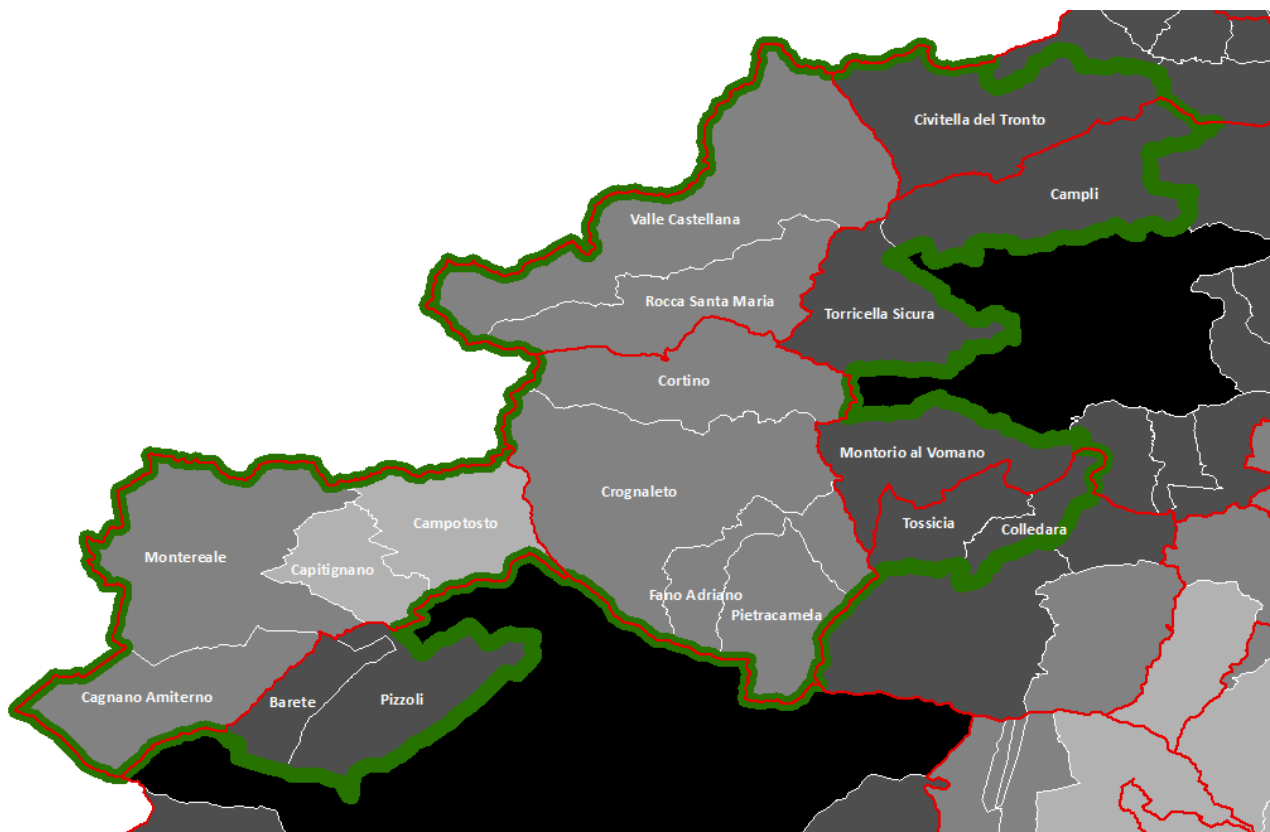 Civitella del Tronto
Campli
Valle Castellana
Rocca Santa Maria
Torricella Sicura
Cortino
Montorio al Vomano
Crognaleto
Campotosto
Tossicia
Colledara
Montereale
Capitignano
Fano Adriano
Pietracamela
Cagnano Amiterno
Barete
Pizzoli